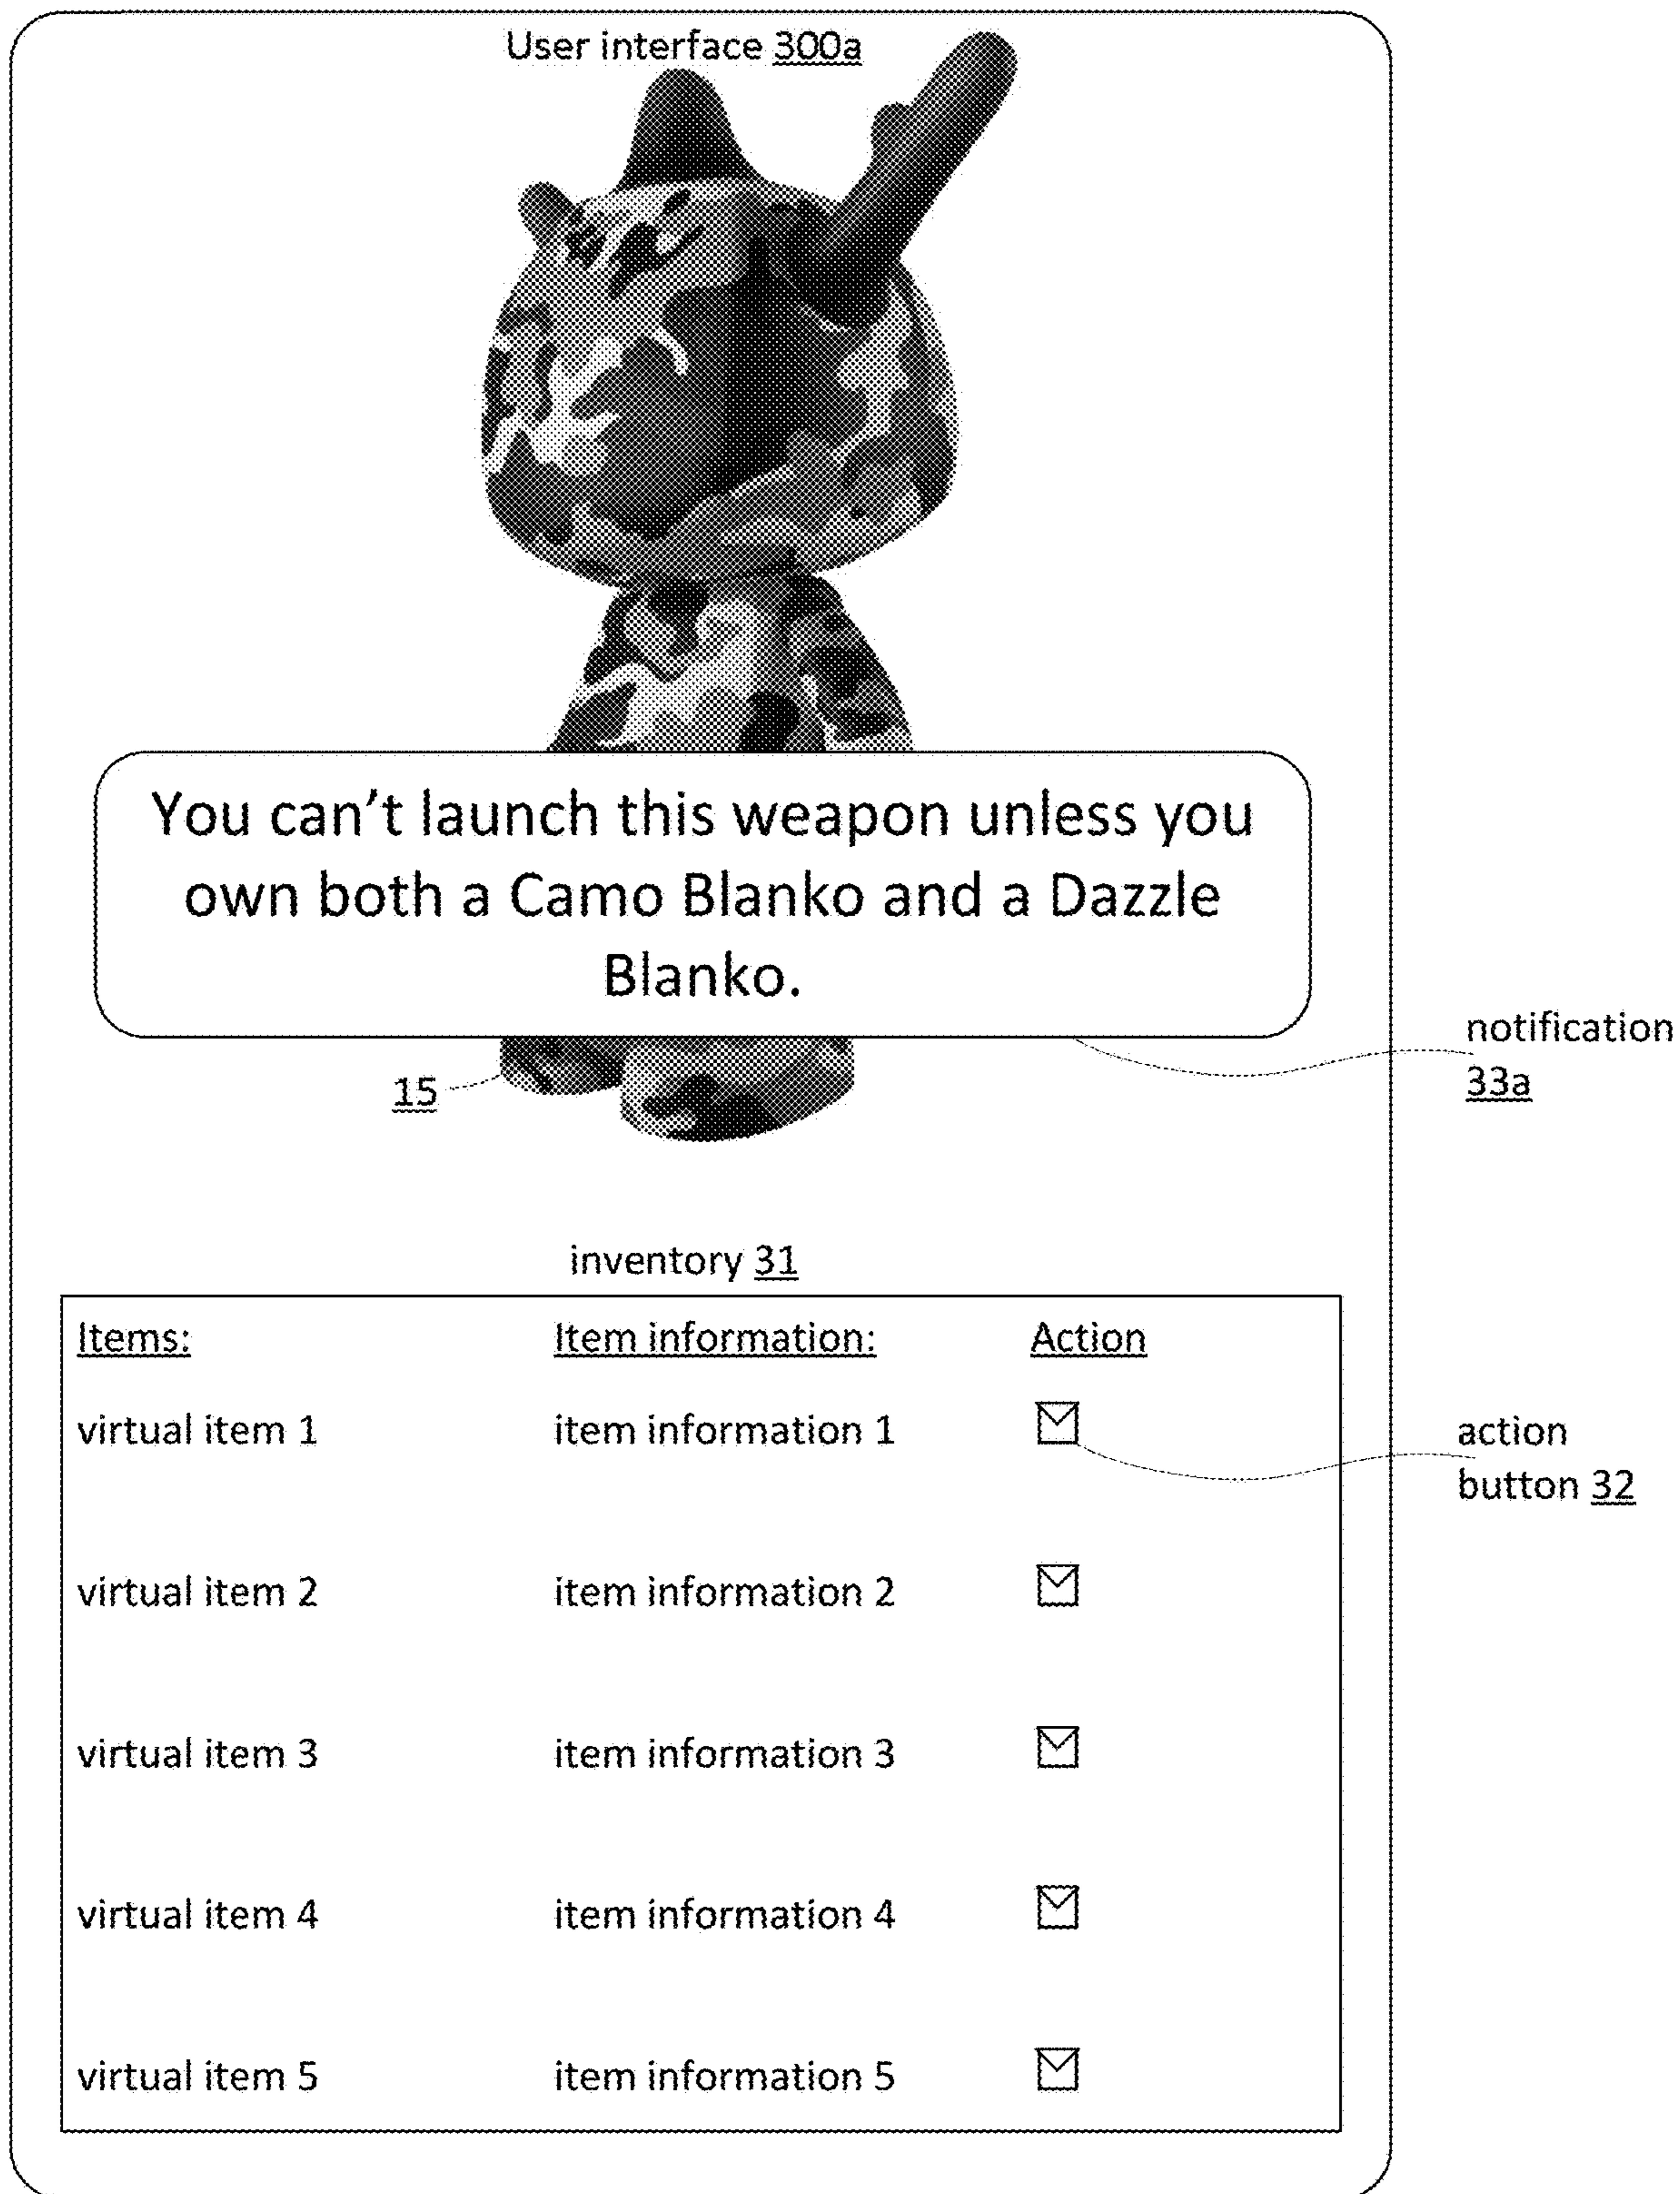 User interface 300a
You can't launch this weapon unless you
own both a Camo Blanko and a Dazzle
Blanko.
notification
33a
15
inventory 31
Items: Item information: Action
virtual item 1 item information 1
action
button 32
virtual item 2 item information 2
virtual item 3 item information 3
virtual item 4 item information 4
virtual item 5 item information 5